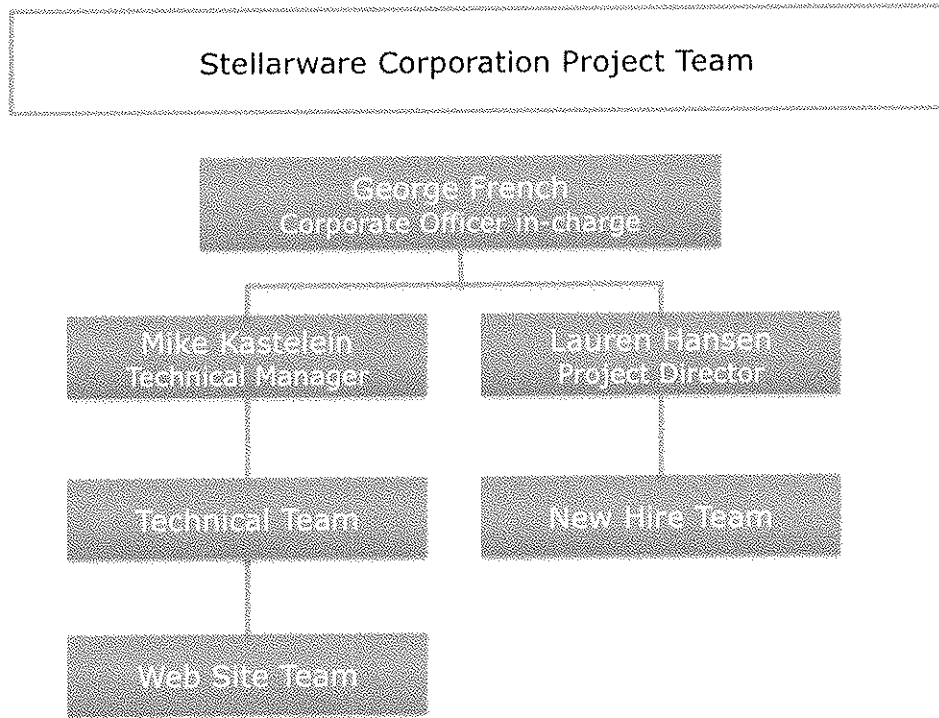 Stellarware Corporation Project Team
George French
Corporate Officer in-charge
Mike Kastelein
Technical Manager
Lauren Hansen
Project Director
Technical Team
New Hire Team
Web Site Team